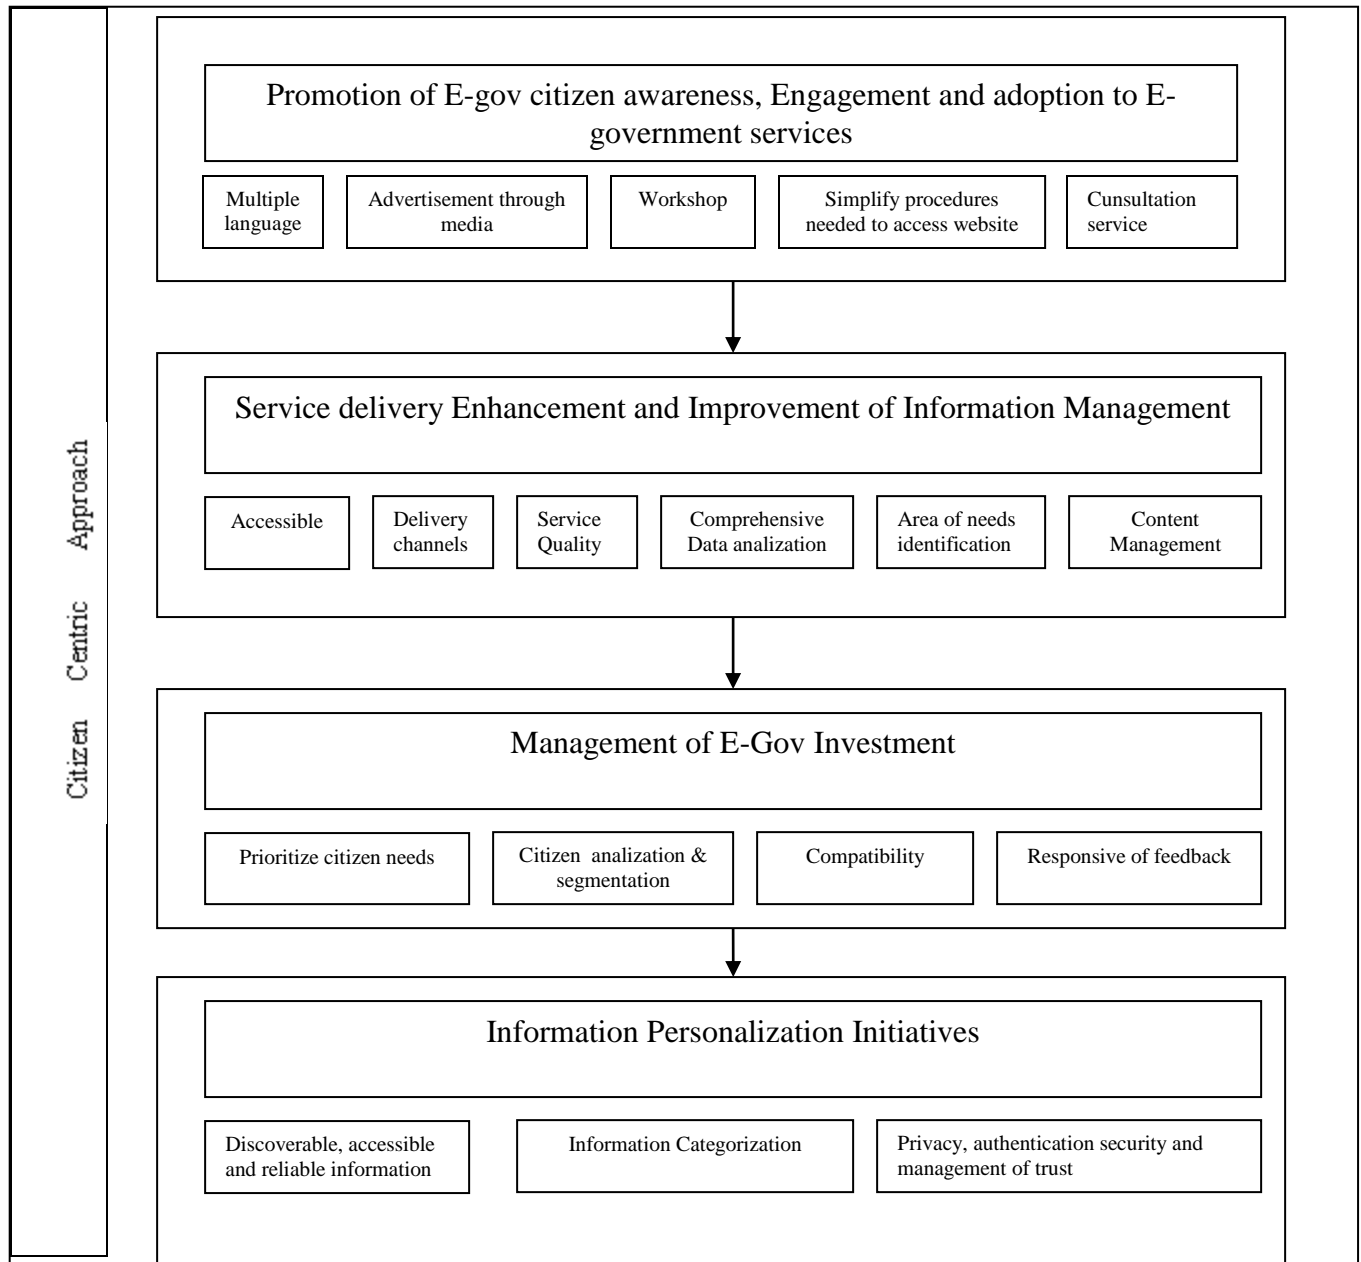 Promotion of E-gov citizen awareness, Engagement and adoption to E-
government services
Multiple
language
Advertisement through
media
Workshop
Simplify procedures
needed to access website
Cunsultation
service
Service delivery Enhancement and Improvement of Information Management
Accessible
Delivery
channels
Service
Quality
Comprehensive
Data analization
Area of needs
identification
Content
Management
Citizen Centric Approach
Management of E-Gov Investment
Prioritize citizen needs
Citizen analization &
segmentation
Compatibility
Responsive of feedback
Information Personalization Initiatives
Discoverable, accessible
and reliable information
Information Categorization
Privacy, authentication security and
management of trust